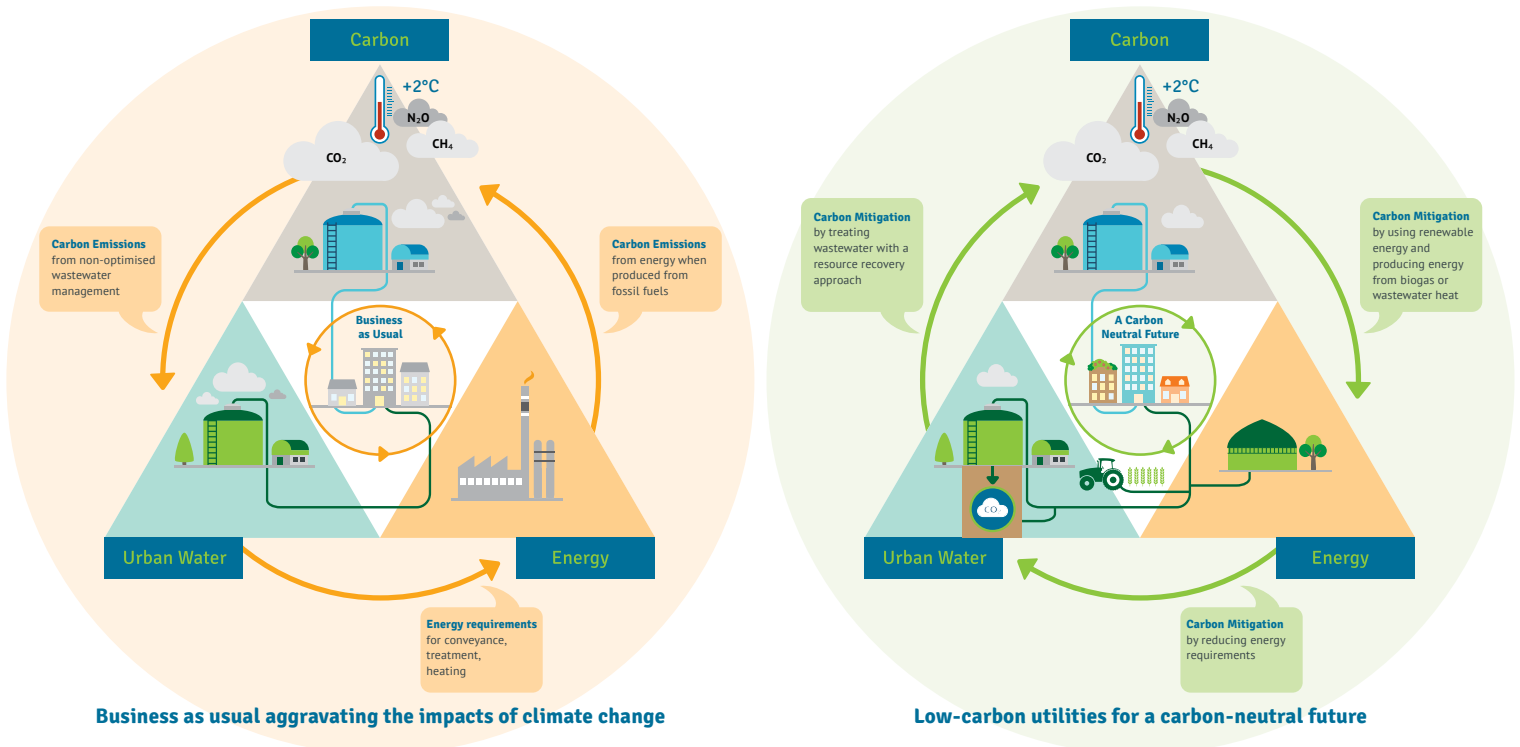 Carbon
+2°C
N₂O
CH₄
CO₂
Carbon Emissions
from non-optimised
wastewater
management
Carbon Emissions
from energy when
produced from
fossil fuels
Business
as Usual
Urban Water
Energy
Energy requirements
for conveyance,
treatment,
heating
Business as usual aggravating the impacts of climate change
Carbon
+2°C
N₂O
CH₄
CO₂
Carbon Mitigation
by treating
wastewater with a
resource recovery
approach
Carbon Mitigation
by using renewable
energy and
producing energy
from biogas or
wastewater heat
A Carbon
Neutral Future
CO₂
Urban Water
Energy
Carbon Mitigation
by reducing energy
requirements
Low-carbon utilities for a carbon-neutral future